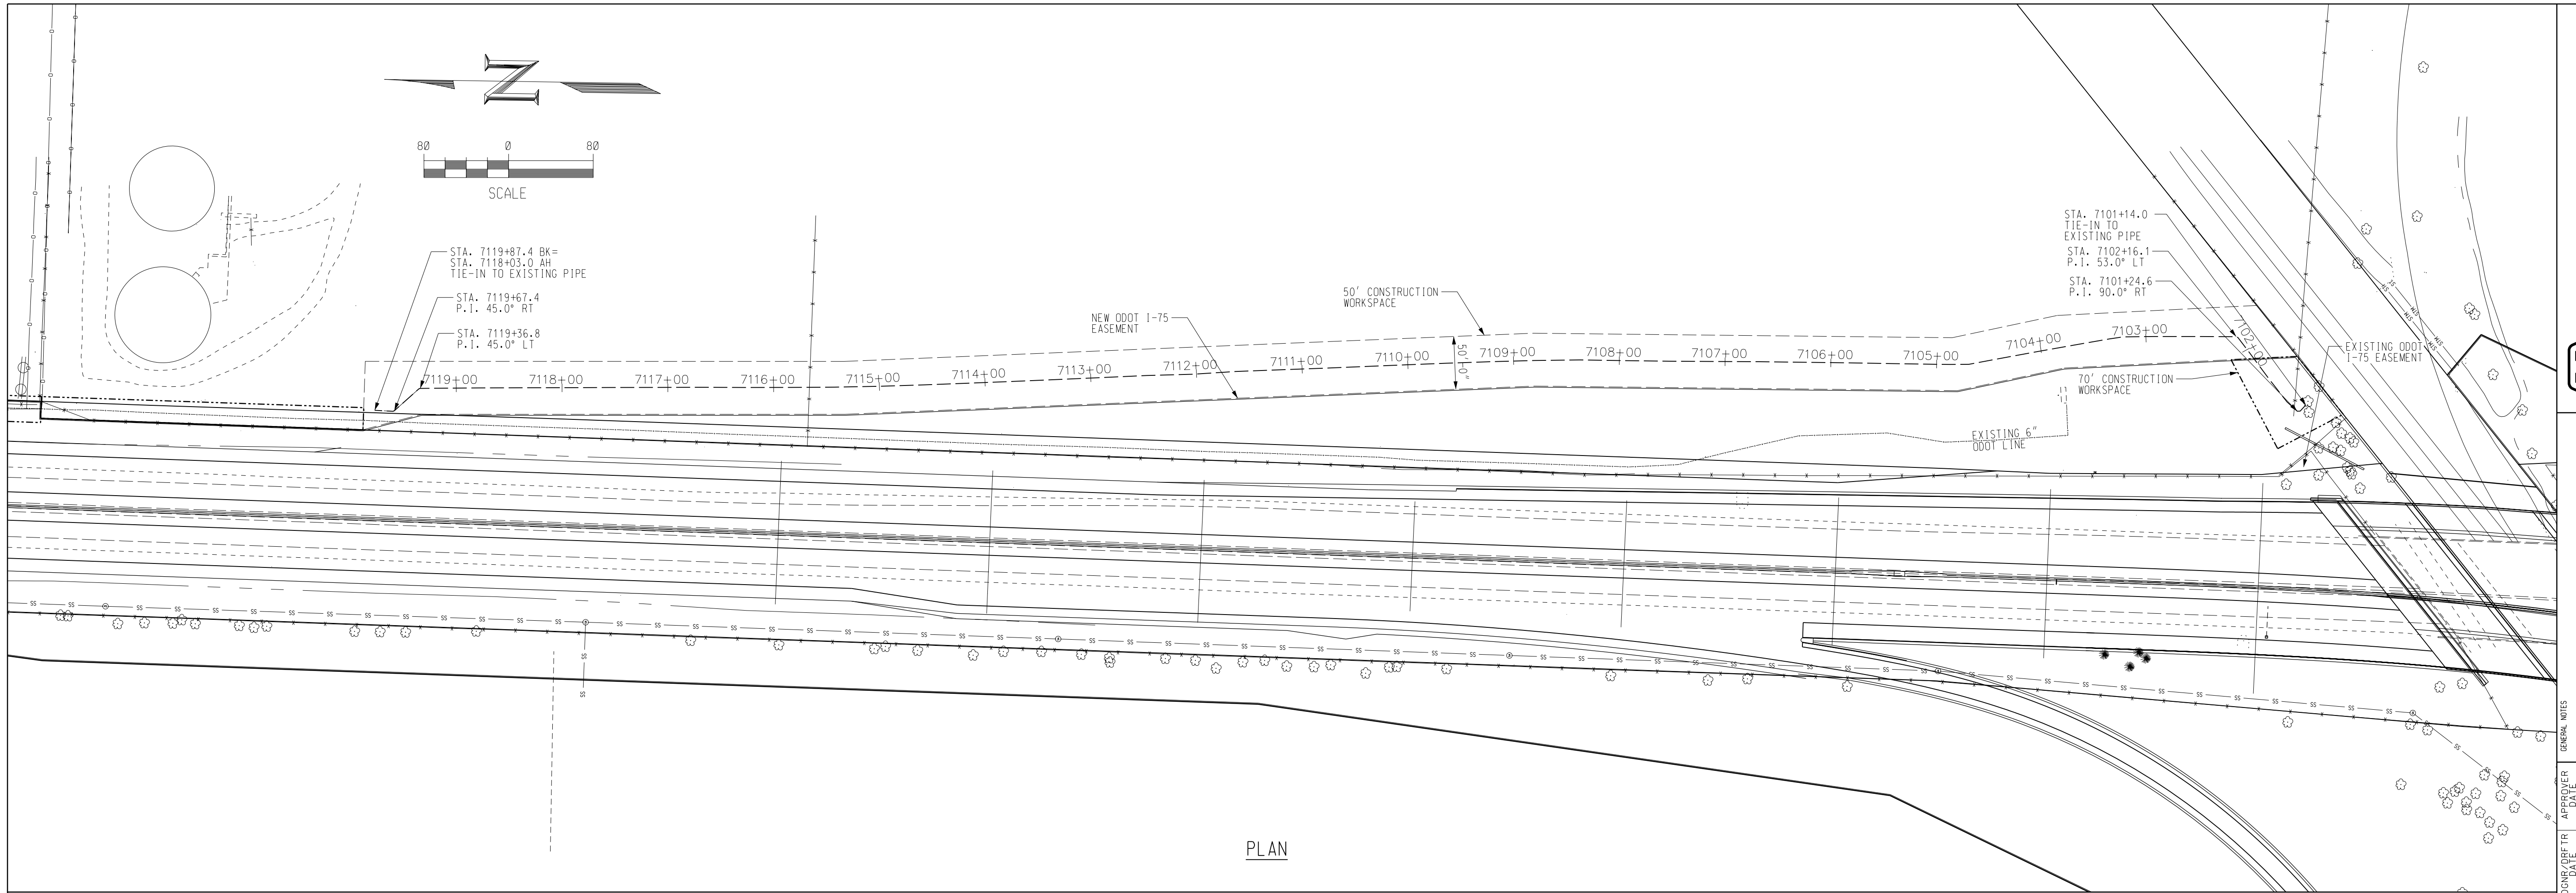 N
80 0 80
SCALE
STA. 7119+87.4 BK=
STA. 7118+03.0 AH
TIE-IN TO EXISTING PIPE
STA. 7119+67.4
P.I. 45.0° RT
STA. 7119+36.8
P.I. 45.0° LT
NEW ODOT I-75
EASEMENT
50' CONSTRUCTION
WORKSPACE
50'-0"
STA. 7101+14.0
TIE-IN TO
EXISTING PIPE
STA. 7102+16.1
P.I. 53.0° LT
STA. 7101+24.6
P.I. 90.0° RT
7119+00
7118+00
7117+00
7116+00
7115+00
7114+00
7113+00
7112+00
7111+00
7110+00
7109+00
7108+00
7107+00
7106+00
7105+00
7104+00
7103+00
7102+00
EXISTING ODOT
I-75 EASEMENT
70' CONSTRUCTION
WORKSPACE
EXISTING 6"
ODOT LINE
PLAN
GENERAL NOTES
APPROVER
DATE
DGNR/DRFTR
DATE